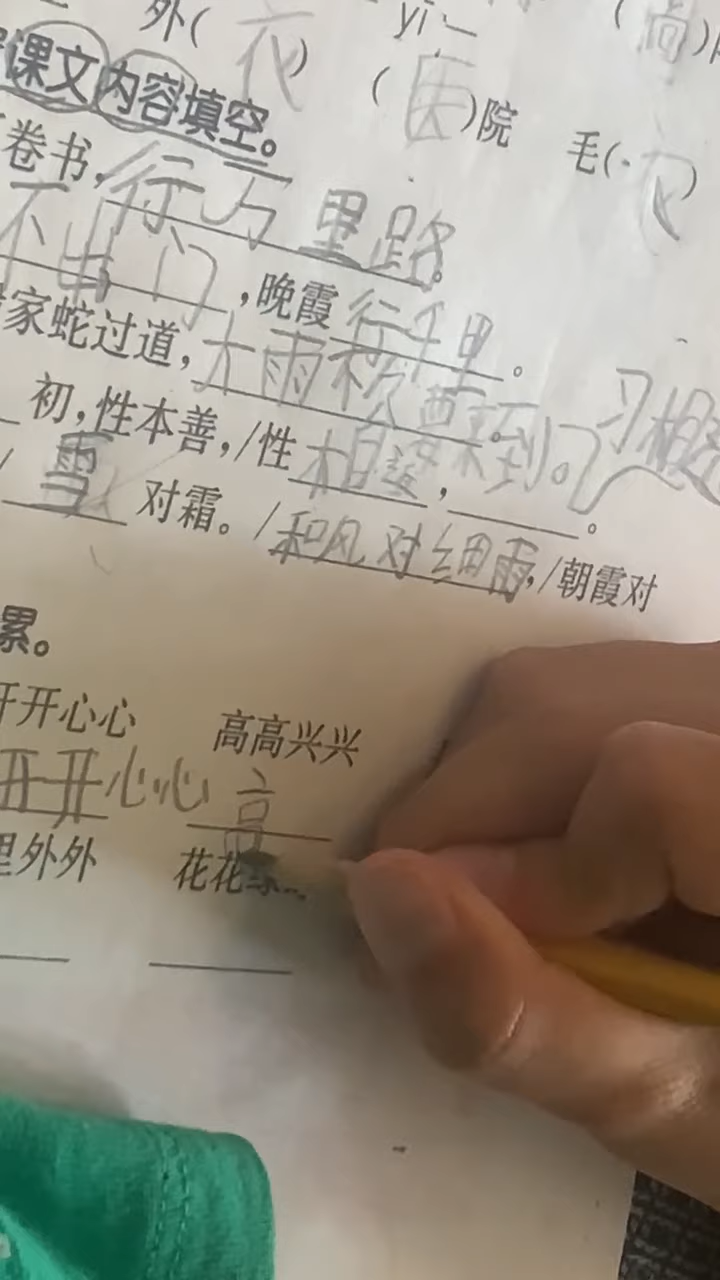 外(衣) yī (尚)
(医)院 毛(衣)
课文内容填空。
卷书,行万里路。
不出门,晚霞行千里。
家蛇过道,大雨不久要来到。
初,性本善,/性相近,习相远。
雪对霜。/和风对细雨,/朝霞对
累。
开开心心 高高兴兴
开开心心 高
里外外 花花绿